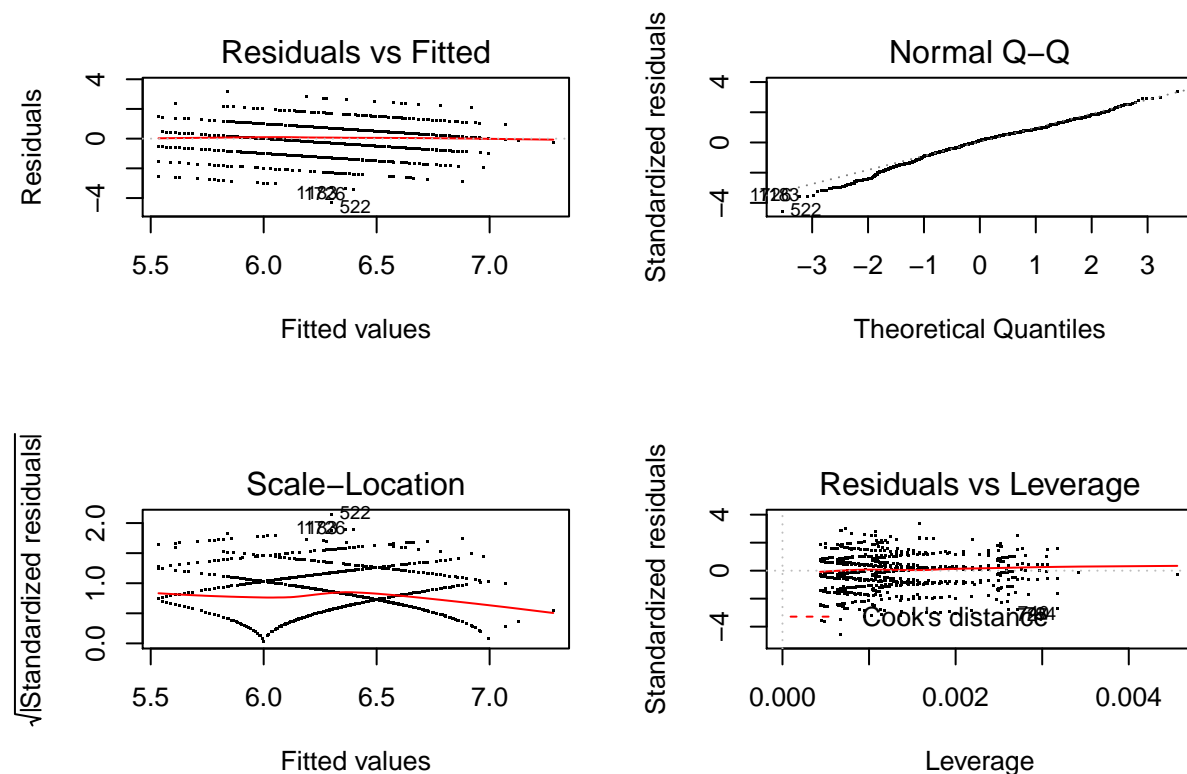 Residuals vs Fitted
Residuals
4
0
−4
522
5.5 6.0 6.5 7.0
Fitted values
Normal Q−Q
Standardized residuals
4
0
−4
522
−3 −2 −1 0 1 2 3
Theoretical Quantiles
Scale−Location
√|Standardized residuals|
2.0
1.0
0.0
522
5.5 6.0 6.5 7.0
Fitted values
Residuals vs Leverage
Standardized residuals
4
0
−4
Cook's distance
0.000 0.002 0.004
Leverage